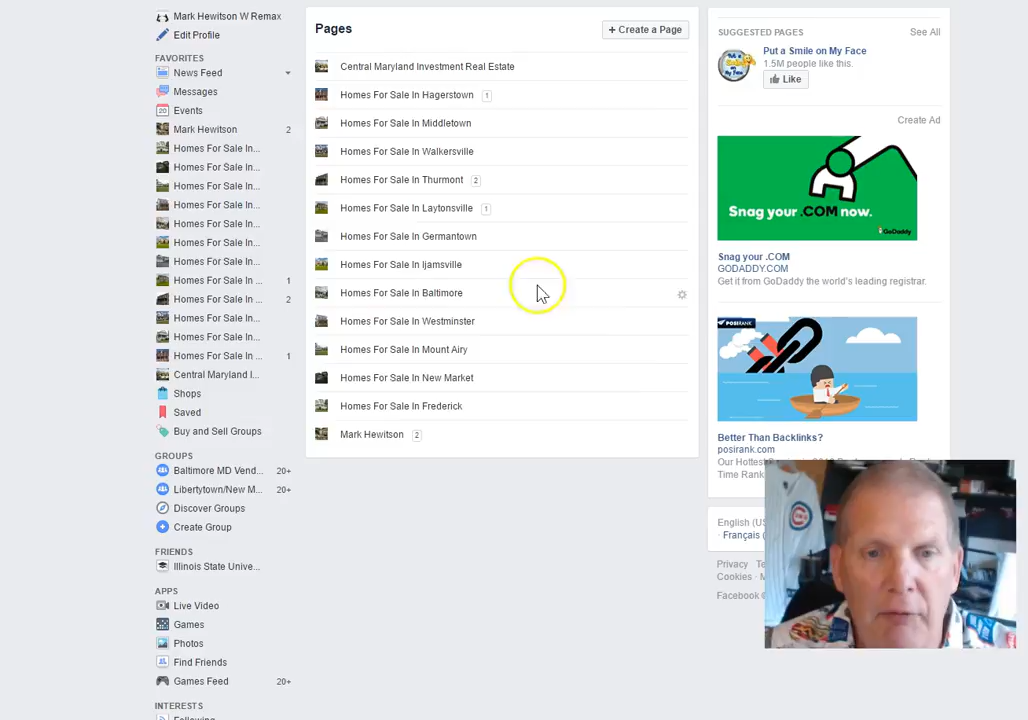 Mark Hewitson W Remax
Edit Profile
FAVORITES
News Feed
Messages
Events
Mark Hewitson 2
Homes For Sale In...
Homes For Sale In...
Homes For Sale In...
Homes For Sale In...
Homes For Sale In...
Homes For Sale In...
Homes For Sale In...
Homes For Sale In ... 1
Homes For Sale In ... 2
Homes For Sale In...
Homes For Sale In...
Homes For Sale In ... 1
Central Maryland I...
Shops
Saved
Buy and Sell Groups
GROUPS
Baltimore MD Vend... 20+
Libertytown/New M... 20+
Discover Groups
Create Group
FRIENDS
Illinois State Unive...
APPS
Live Video
Games
Photos
Find Friends
Games Feed 20+
INTERESTS
Following
Pages
+ Create a Page
Central Maryland Investment Real Estate
Homes For Sale In Hagerstown 1
Homes For Sale In Middletown
Homes For Sale In Walkersville
Homes For Sale In Thurmont 2
Homes For Sale In Laytonsville 1
Homes For Sale In Germantown
Homes For Sale In Ijamsville
Homes For Sale In Baltimore
Homes For Sale In Westminster
Homes For Sale In Mount Airy
Homes For Sale In New Market
Homes For Sale In Frederick
Mark Hewitson 2
SUGGESTED PAGES See All
Put a Smile on My Face
1.5M people like this.
Like
Create Ad
Snag your .COM now.
GoDaddy
Snag your .COM
GODADDY.COM
Get it from GoDaddy the world's leading registrar.
POSIRANK
Better Than Backlinks?
posirank.com
Our Hottest
Time Rank
English (US
· Français (
Privacy Te
Cookies · M
Facebook ©